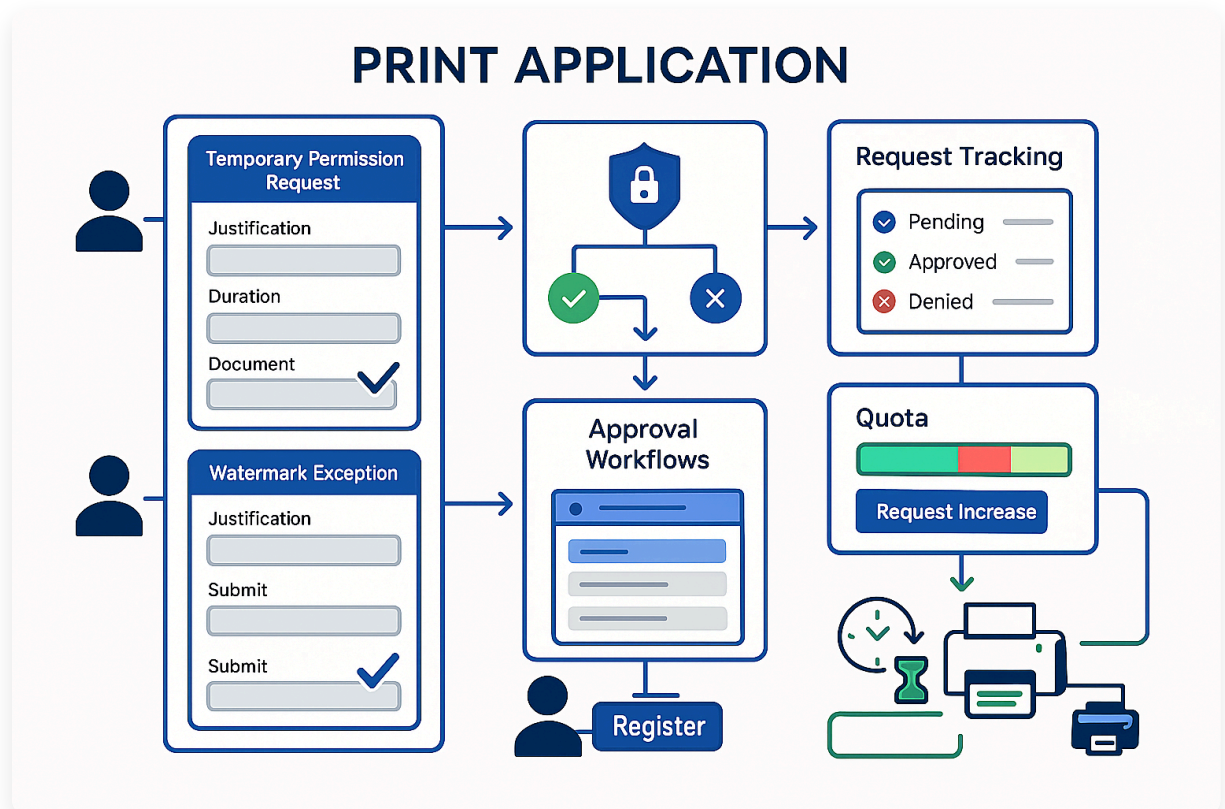 PRINT APPLICATION
Temporary Permission
Request
Justification
Duration
Document
Watermark Exception
Justification
Submit
Submit
Approval
Workflows
Register
Request Tracking
Pending
Approved
Denied
Quota
Request Increase